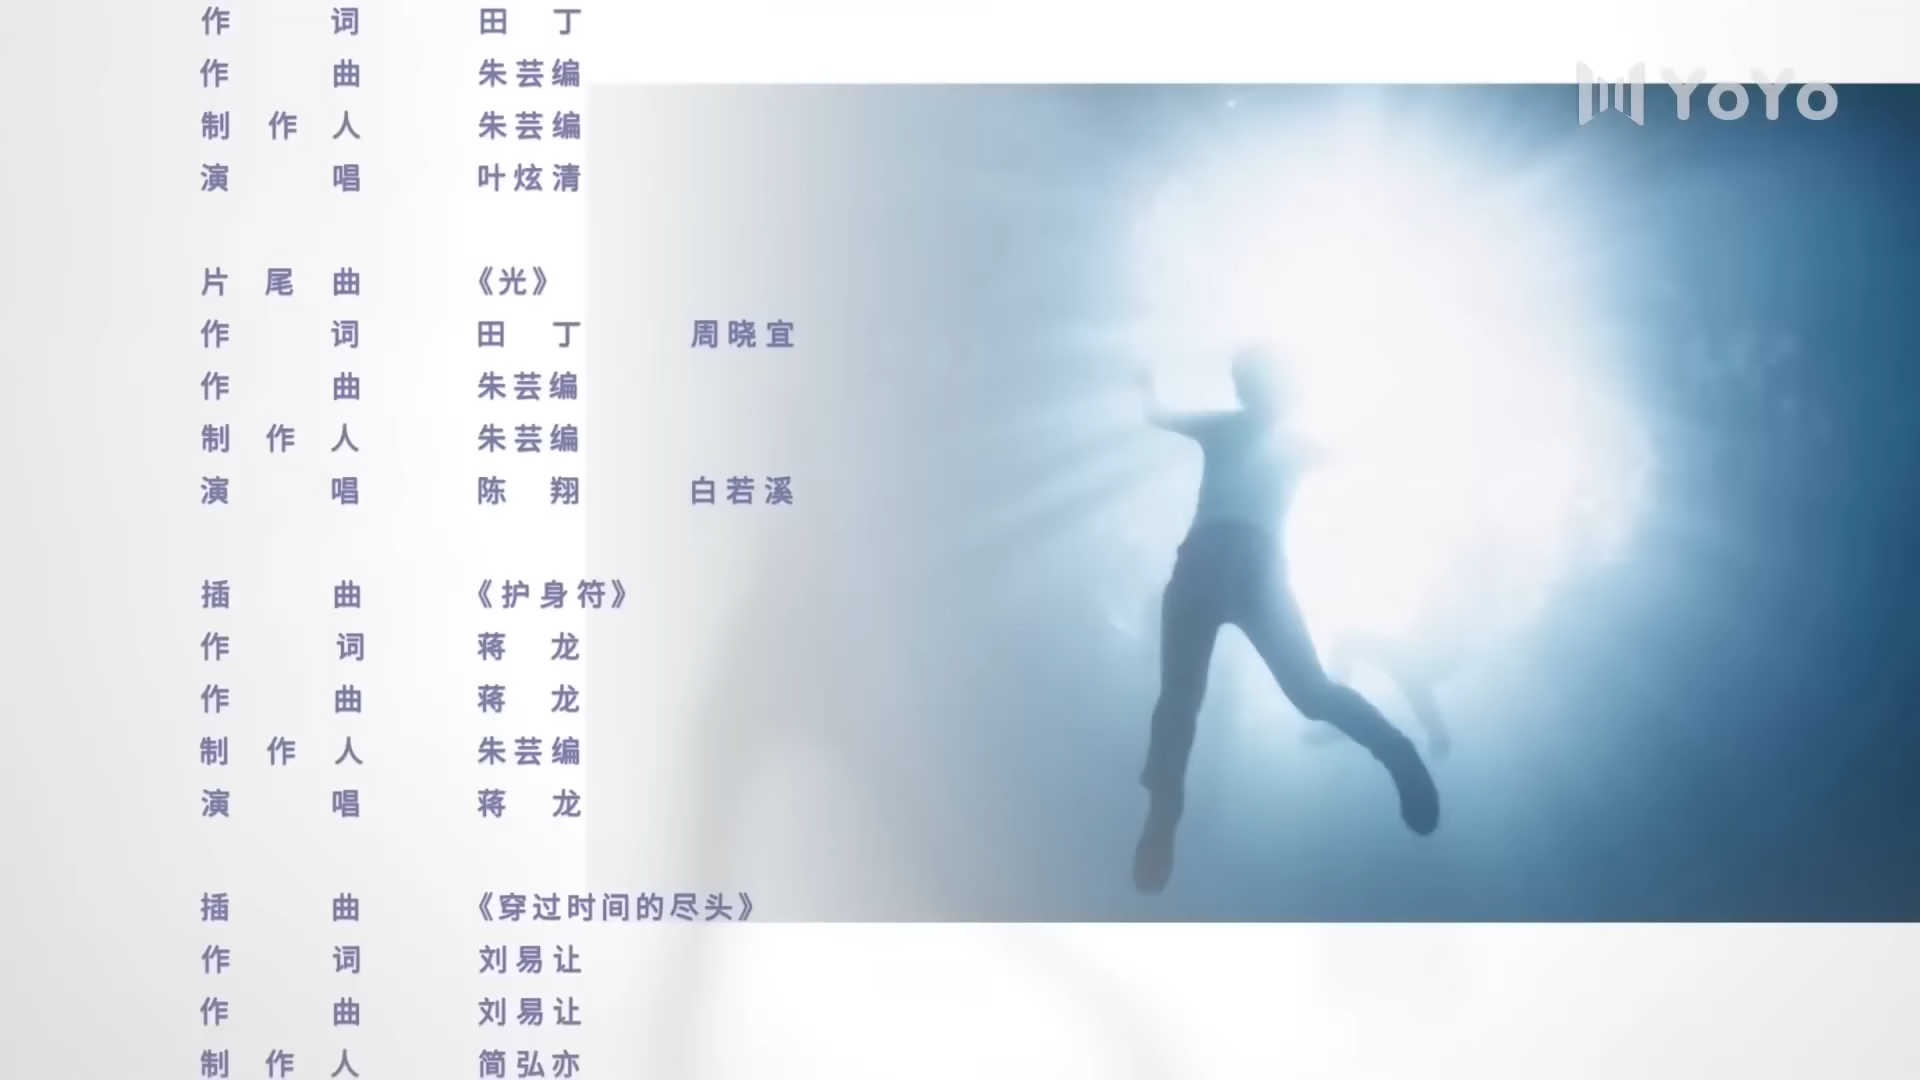 作词 田丁
作曲 朱芸编
制作人 朱芸编
演唱 叶炫清
片尾曲 《光》
作词 田丁 周晓宜
作曲 朱芸编
制作人 朱芸编
演唱 陈翔 白若溪
插曲 《护身符》
作词 蒋龙
作曲 蒋龙
制作人 朱芸编
演唱 蒋龙
插曲 《穿过时间的尽头》
作词 刘易让
作曲 刘易让
制作人 简弘亦
YoYo